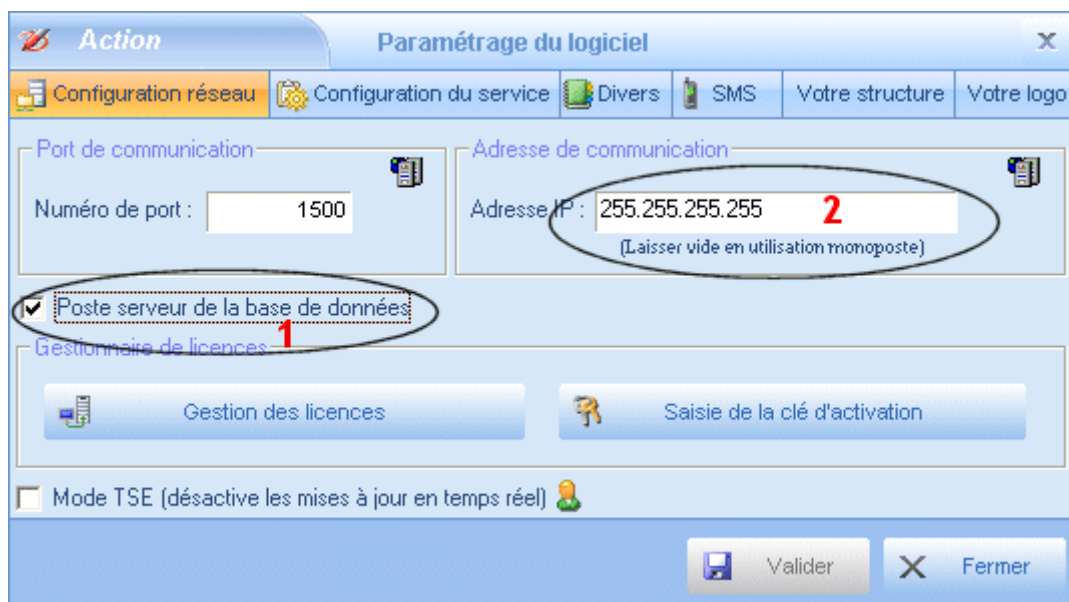 Action
Paramétrage du logiciel
Configuration réseau Configuration du service Divers SMS Votre structure Votre logo
Port de communication
Adresse de communication
Numéro de port : 1500
Adresse IP : 255.255.255.255 2
(Laisser vide en utilisation monoposte)
Poste serveur de la base de données
1
Gestionnaire de licences
Gestion des licences
Saisie de la clé d'activation
Mode TSE (désactive les mises à jour en temps réel)
Valider
Fermer